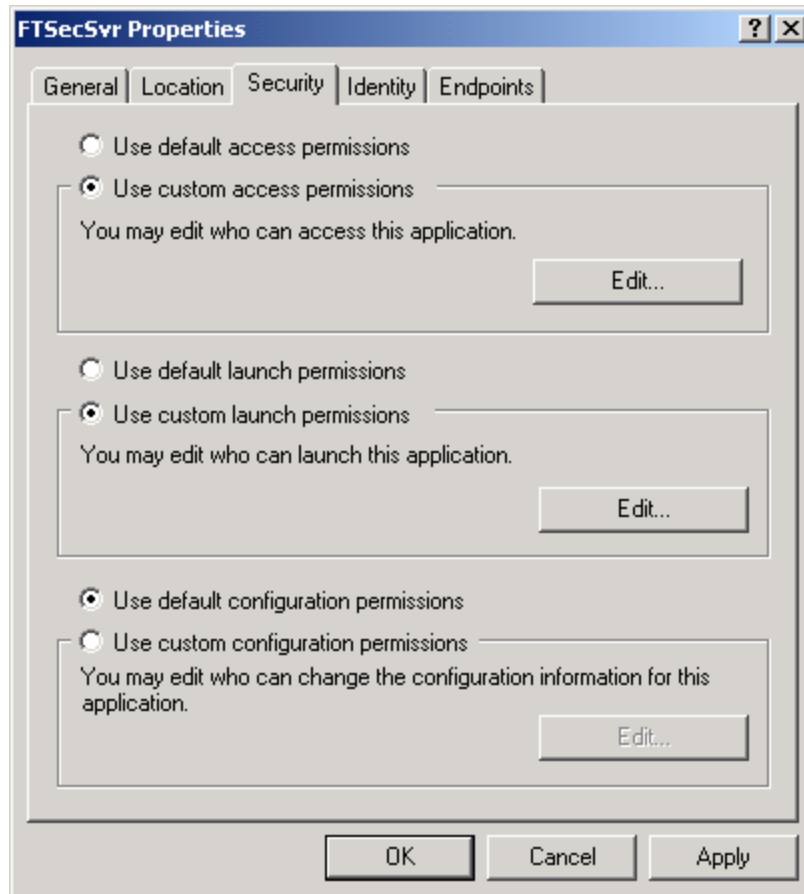 FTSecSvr Properties
General Location Security Identity Endpoints
Use default access permissions
Use custom access permissions
You may edit who can access this application.
Edit...
Use default launch permissions
Use custom launch permissions
You may edit who can launch this application.
Edit...
Use default configuration permissions
Use custom configuration permissions
You may edit who can change the configuration information for this
application.
Edit...
OK Cancel Apply